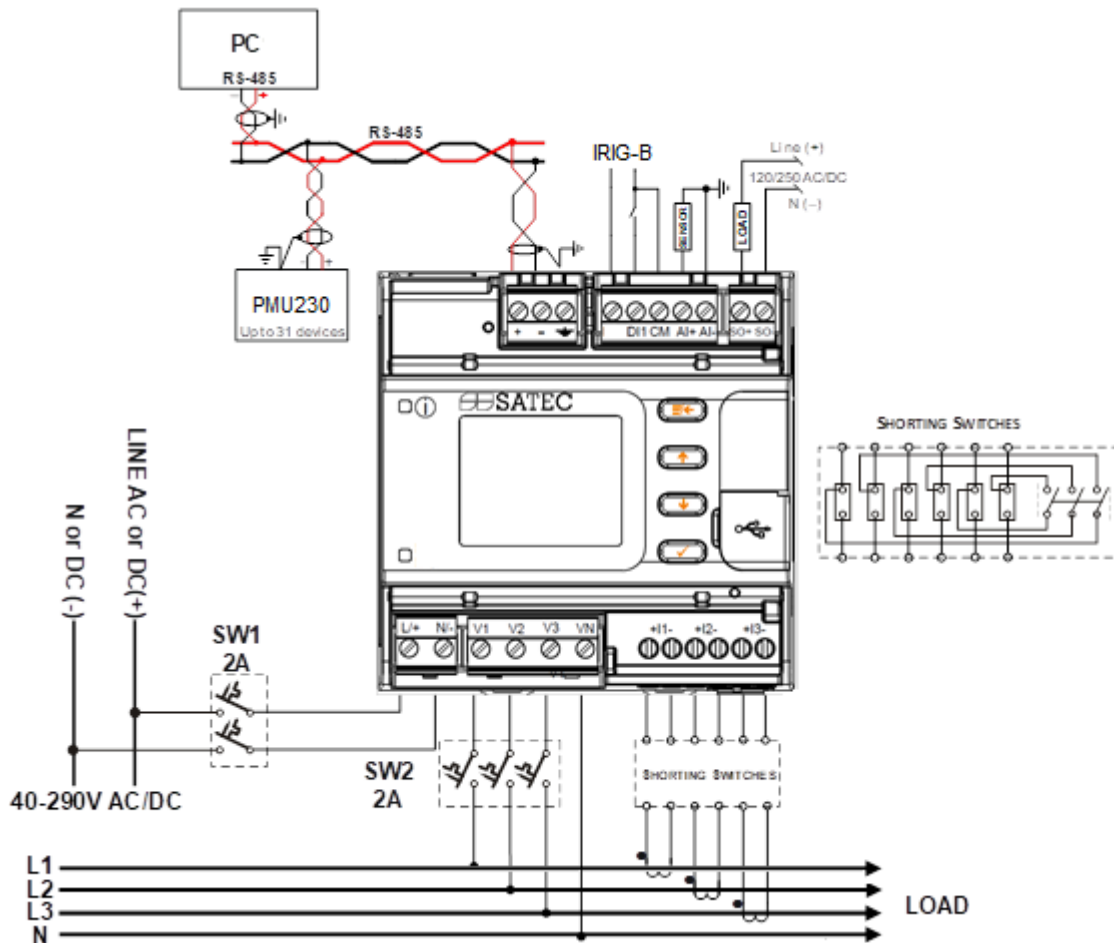 PC
RS-485
– +
RS-485
IRIG-B
Line (+)
120/250 AC/DC
N (–)
SENSOR
LOAD
- +
PMU230
Up to 31 devices
+ -
DI1 CM AI+ AI-
SO+ SO-
SATEC
SHORTING SWITCHES
N or DC (-)
LINE AC or DC(+)
SW1
2A
L/+ N/- V1 V2 V3 VN
+I1- +I2- +I3-
SW2
2A
SHORTING SWITCHES
40-290V AC/DC
L1
L2
L3
N
LOAD